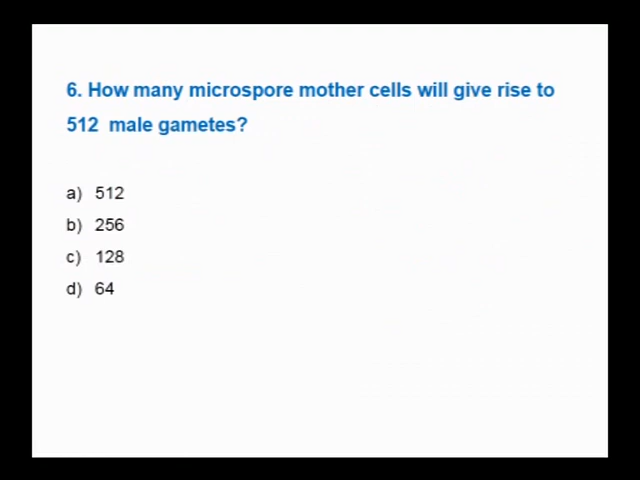 6. How many microspore mother cells will give rise to
512 male gametes?
a) 512
b) 256
c) 128
d) 64